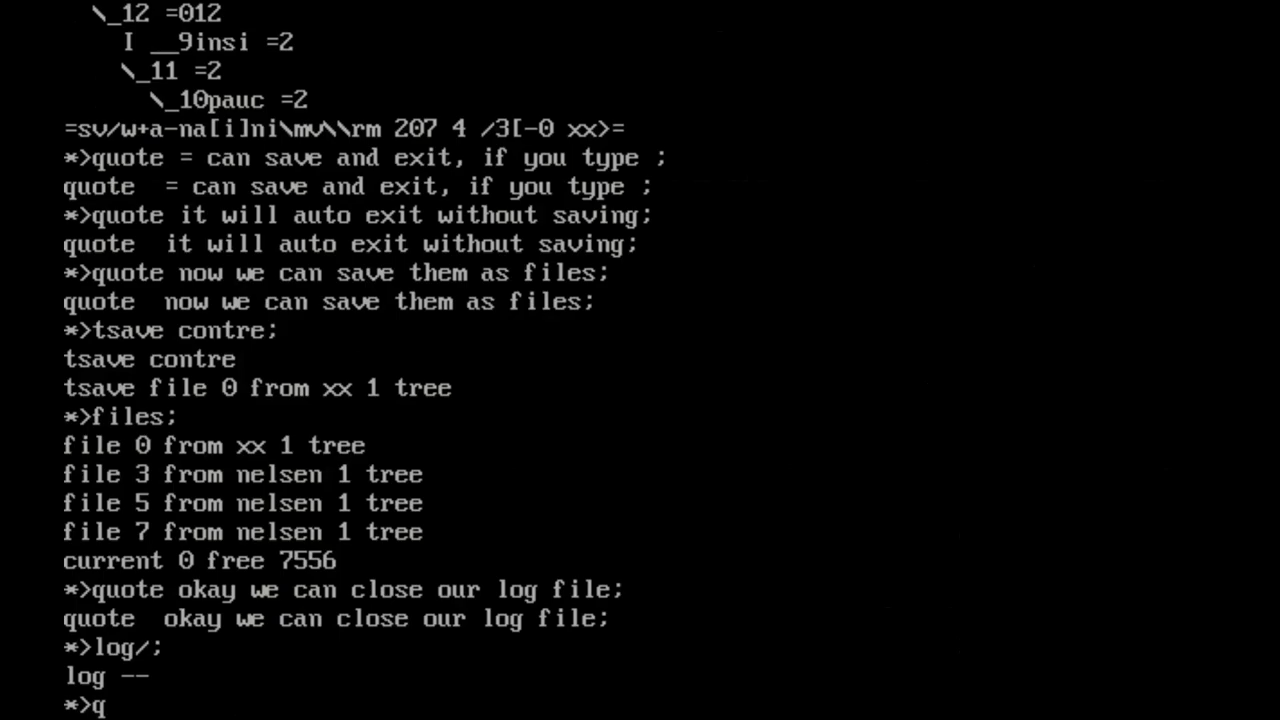 \_12 =012
I __9insi =2
\_11 =2
\_10pauc =2
=sv/w+a-na[i]ni\mv\\rm 207 4 /3[-0 xx>=
*>quote = can save and exit, if you type ;
quote  = can save and exit, if you type ;
*>quote it will auto exit without saving;
quote  it will auto exit without saving;
*>quote now we can save them as files;
quote  now we can save them as files;
*>tsave contre;
tsave contre
tsave file 0 from xx 1 tree
*>files;
file 0 from xx 1 tree
file 3 from nelsen 1 tree
file 5 from nelsen 1 tree
file 7 from nelsen 1 tree
current 0 free 7556
*>quote okay we can close our log file;
quote  okay we can close our log file;
*>log/;
log --
*>q